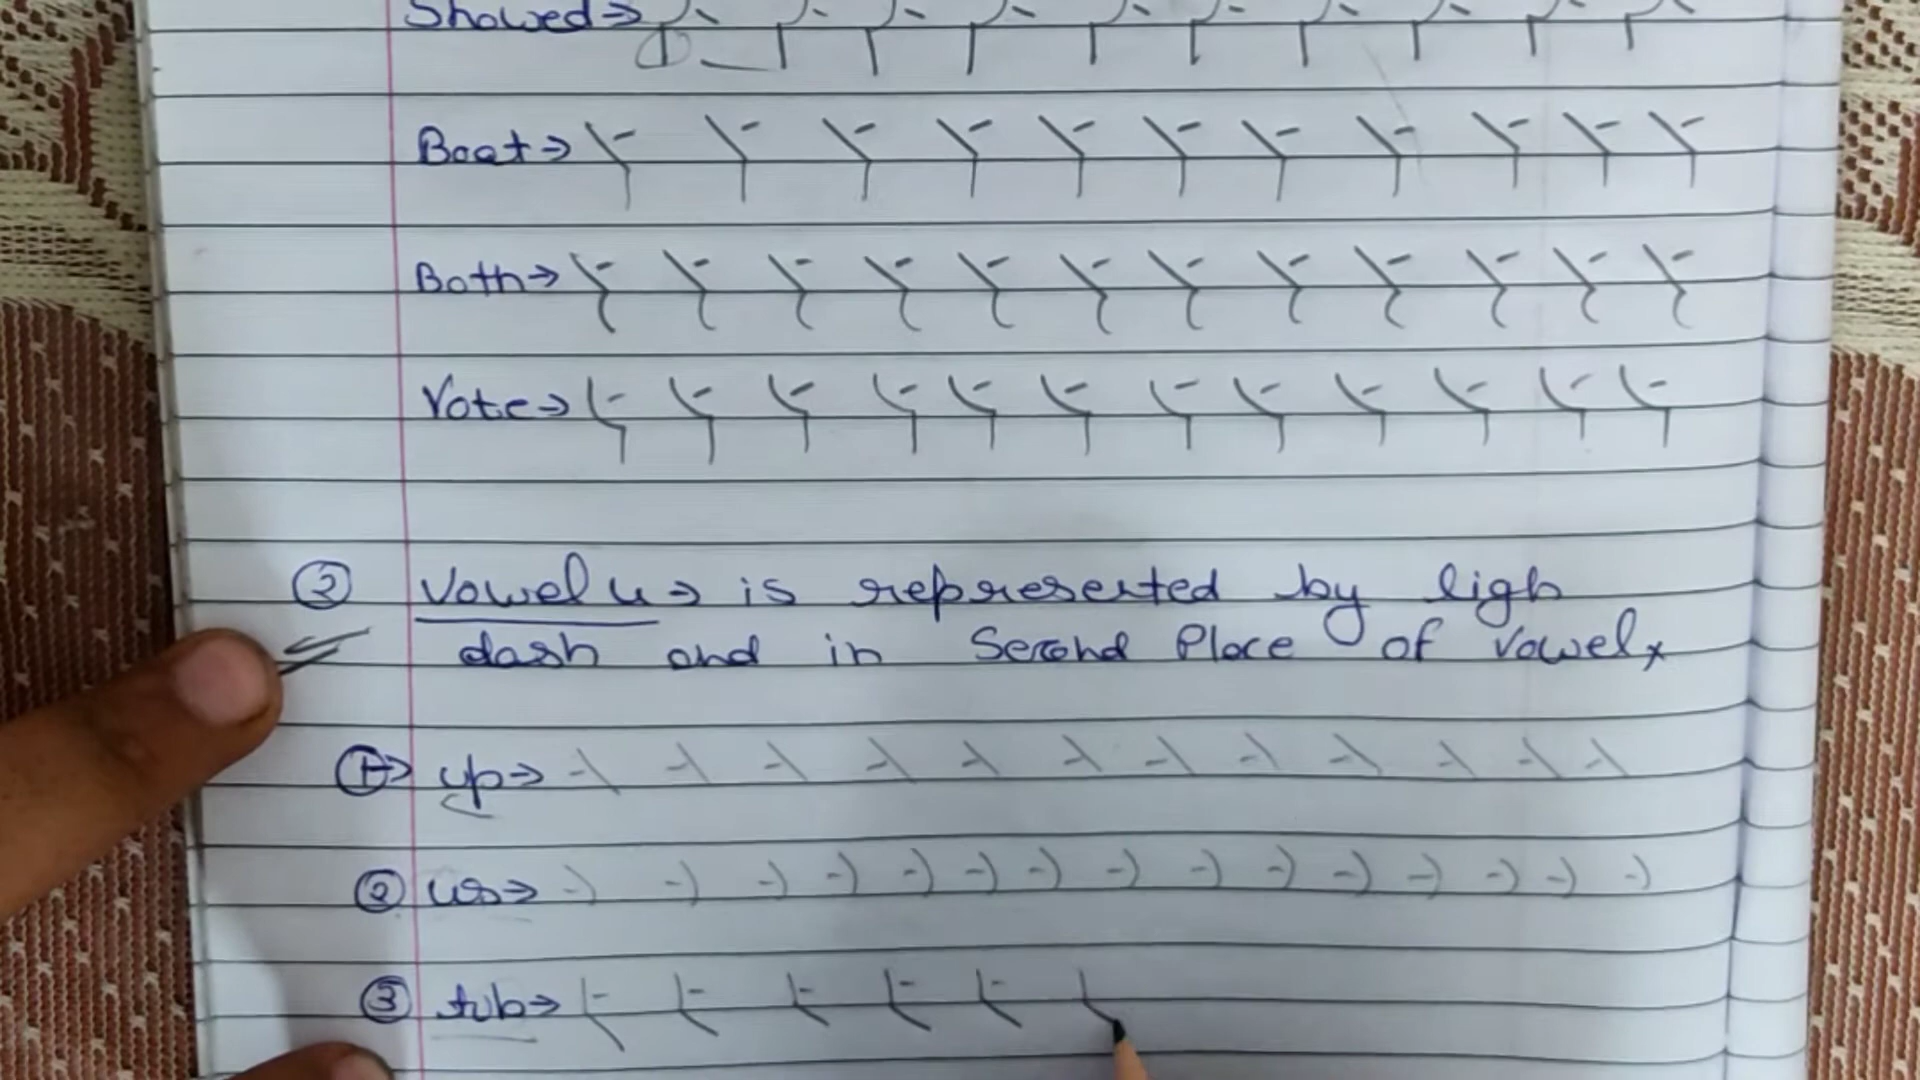 Showed→
Boat→
Both→
Vote→
② Vowel u→ is represented by ligh
dash and in Second Place of vowelx
①→ up→
② us→
③ tub→